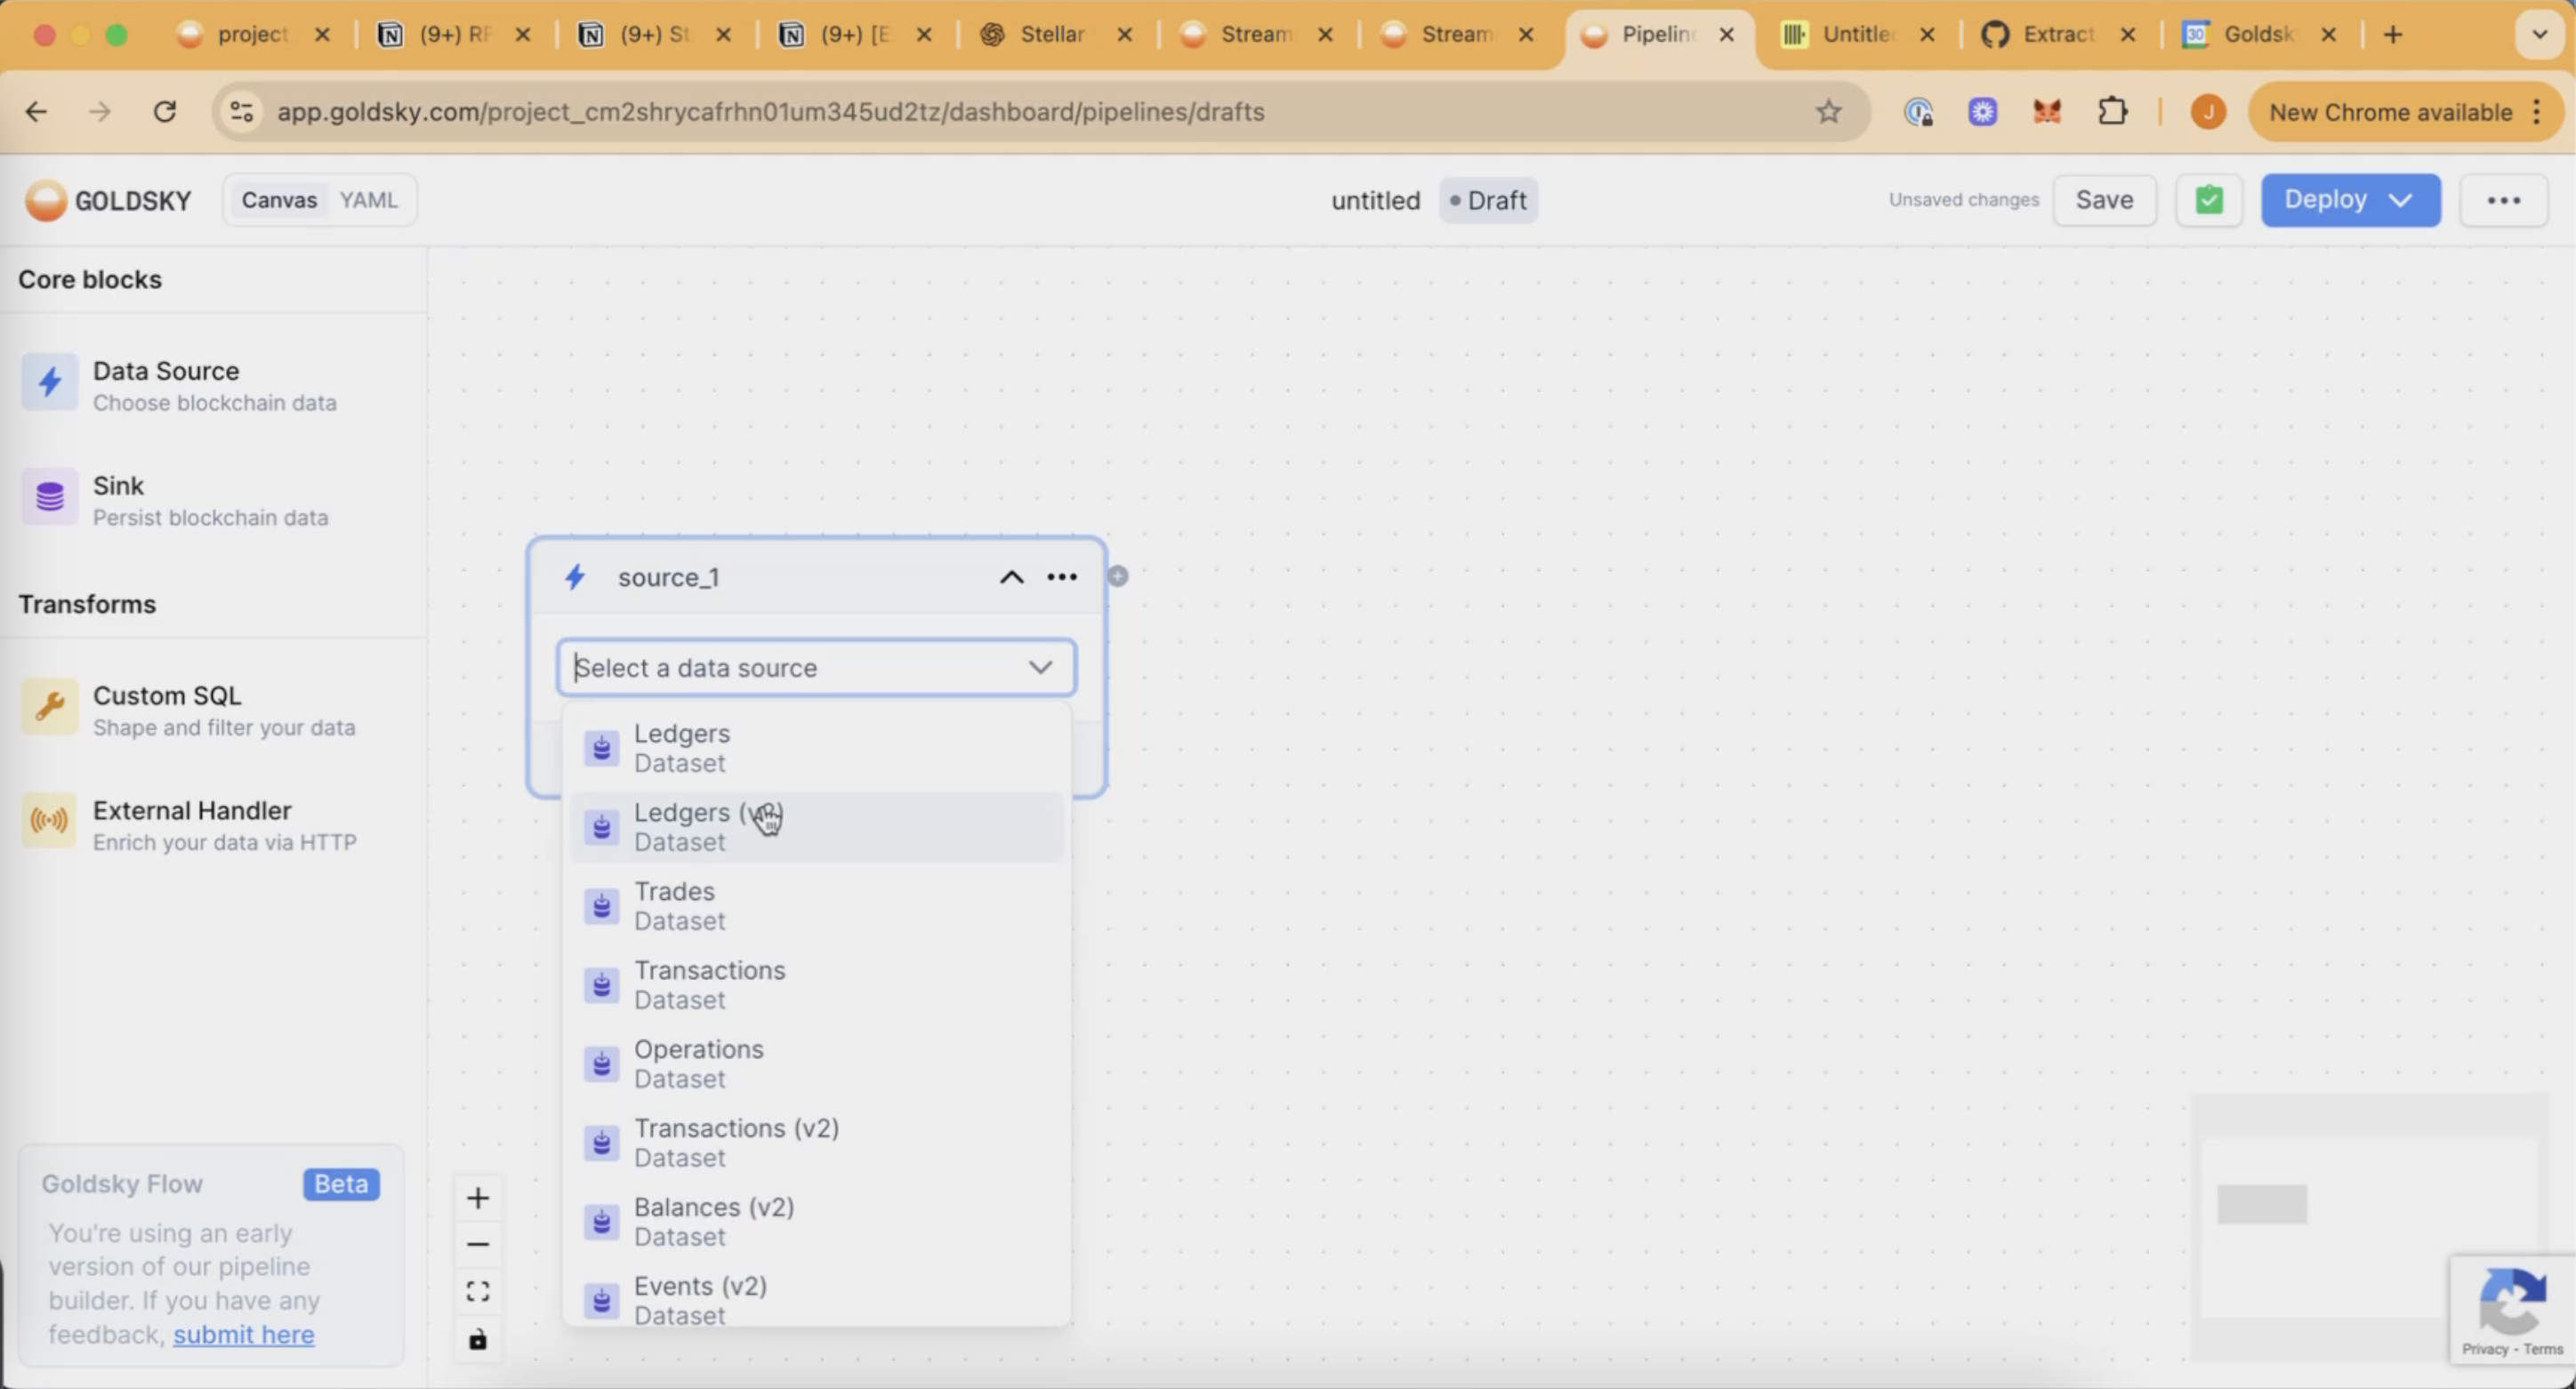 project
(9+) RF
(9+) St
(9+) [E
Stellar
Stream
Stream
Pipelin
Untitle
Extract
30
Goldsk
app.goldsky.com/project_cm2shrycafrhn01um345ud2tz/dashboard/pipelines/drafts
J
New Chrome available
GOLDSKY
Canvas
YAML
untitled
Draft
Unsaved changes
Save
Deploy
Core blocks
Data Source
Choose blockchain data
Sink
Persist blockchain data
Transforms
Custom SQL
Shape and filter your data
External Handler
Enrich your data via HTTP
Goldsky Flow
Beta
You're using an early
version of our pipeline
builder. If you have any
feedback, submit here
source_1
Select a data source
Ledgers
Dataset
Ledgers
Dataset
Trades
Dataset
Transactions
Dataset
Operations
Dataset
Transactions (v2)
Dataset
Balances (v2)
Dataset
Events (v2)
Dataset
Privacy - Terms